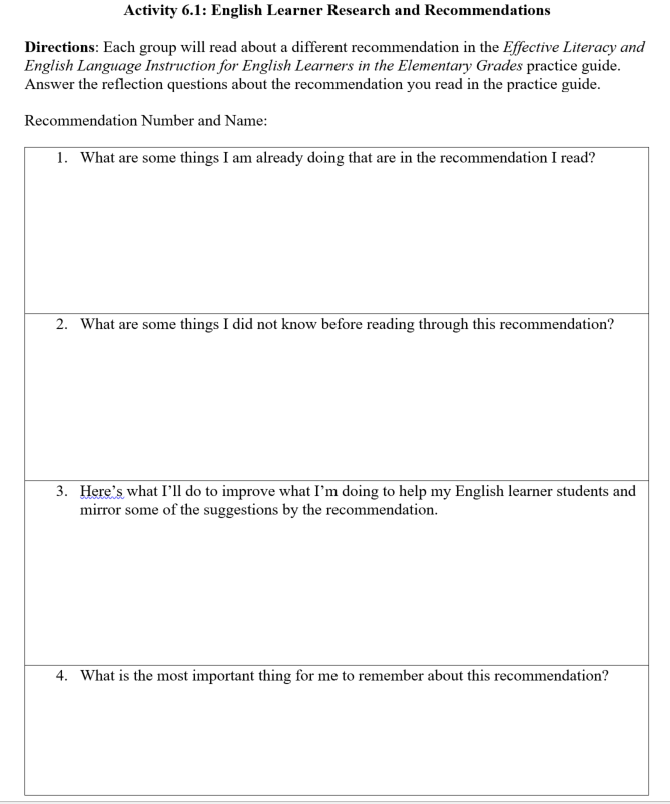 Activity 6.1: English Learner Research and Recommendations
Directions: Each group will read about a different recommendation in the Effective Literacy and
English Language Instruction for English Learners in the Elementary Grades practice guide.
Answer the reflection questions about the recommendation you read in the practice guide.
Recommendation Number and Name:
1. What are some things I am already doing that are in the recommendation I read?
2. What are some things I did not know before reading through this recommendation?
3. Here’s what I’ll do to improve what I’m doing to help my English learner students and
mirror some of the suggestions by the recommendation.
4. What is the most important thing for me to remember about this recommendation?